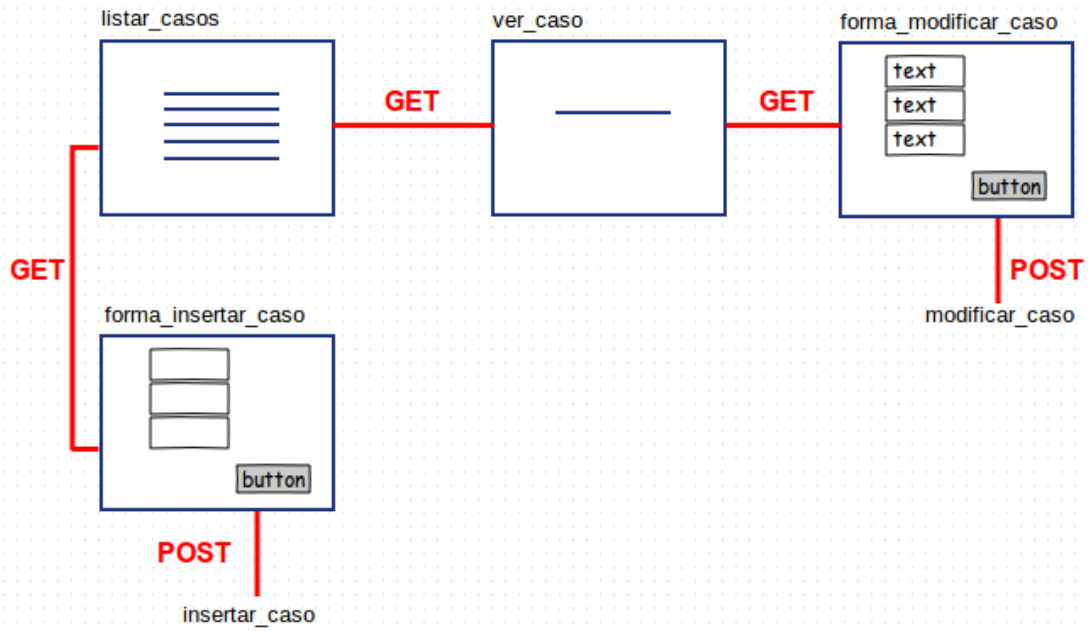 listar_casos
ver_caso
forma_modificar_caso
text
GET
GET
text
text
button
GET
POST
forma_insertar_caso
modificar_caso
button
POST
insertar_caso